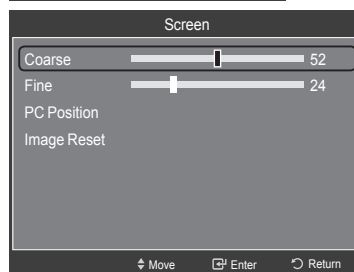 Screen
Coarse 52
Fine 24
PC Position
Image Reset
Move Enter Return